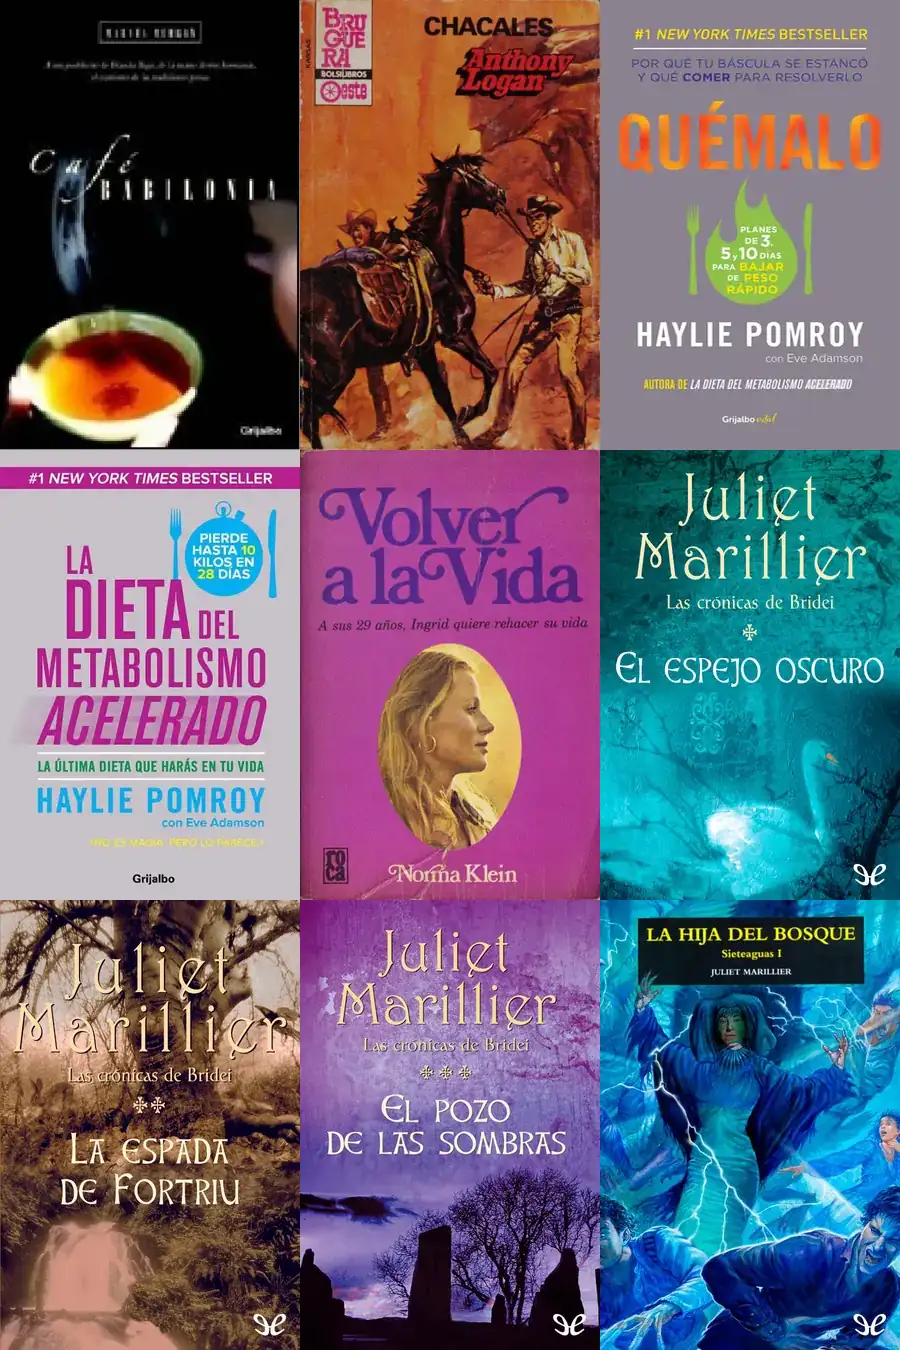 Café
BABILONIA
Grijalbo
BRU
GUE
RA
BOLSILIBROS
Oeste
KANSAS
CHACALES
Anthony
Logan
#1 NEW YORK TIMES BESTSELLER
POR QUÉ TU BÁSCULA SE ESTANCÓ
Y QUÉ COMER PARA RESOLVERLO
QUÉMALO
PLANES
DE 3,
5 y 10 DÍAS
PARA BAJAR
DE PESO
RÁPIDO
HAYLIE POMROY
con Eve Adamson
AUTORA DE LA DIETA DEL METABOLISMO ACELERADO
Grijalbo vital
#1 NEW YORK TIMES BESTSELLER
PIERDE
HASTA 10
KILOS EN
28 DÍAS
LA
DIETA DEL
METABOLISMO
ACELERADO
LA ÚLTIMA DIETA QUE HARÁS EN TU VIDA
HAYLIE POMROY
con Eve Adamson
¡NO ES MAGIA, PERO LO PARECE!
Grijalbo
Volver
a la Vida
A sus 29 años, Ingrid quiere rehacer su vida
roca
Norma Klein
Juliet
Marillier
Las crónicas de Bridei
El espejo oscuro
Juliet
Marillier
Las crónicas de Bridei
La espada
de Fortriu
Juliet
Marillier
Las crónicas de Bridei
El pozo
de las sombras
LA HIJA DEL BOSQUE
Sieteaguas I
JULIET MARILLIER